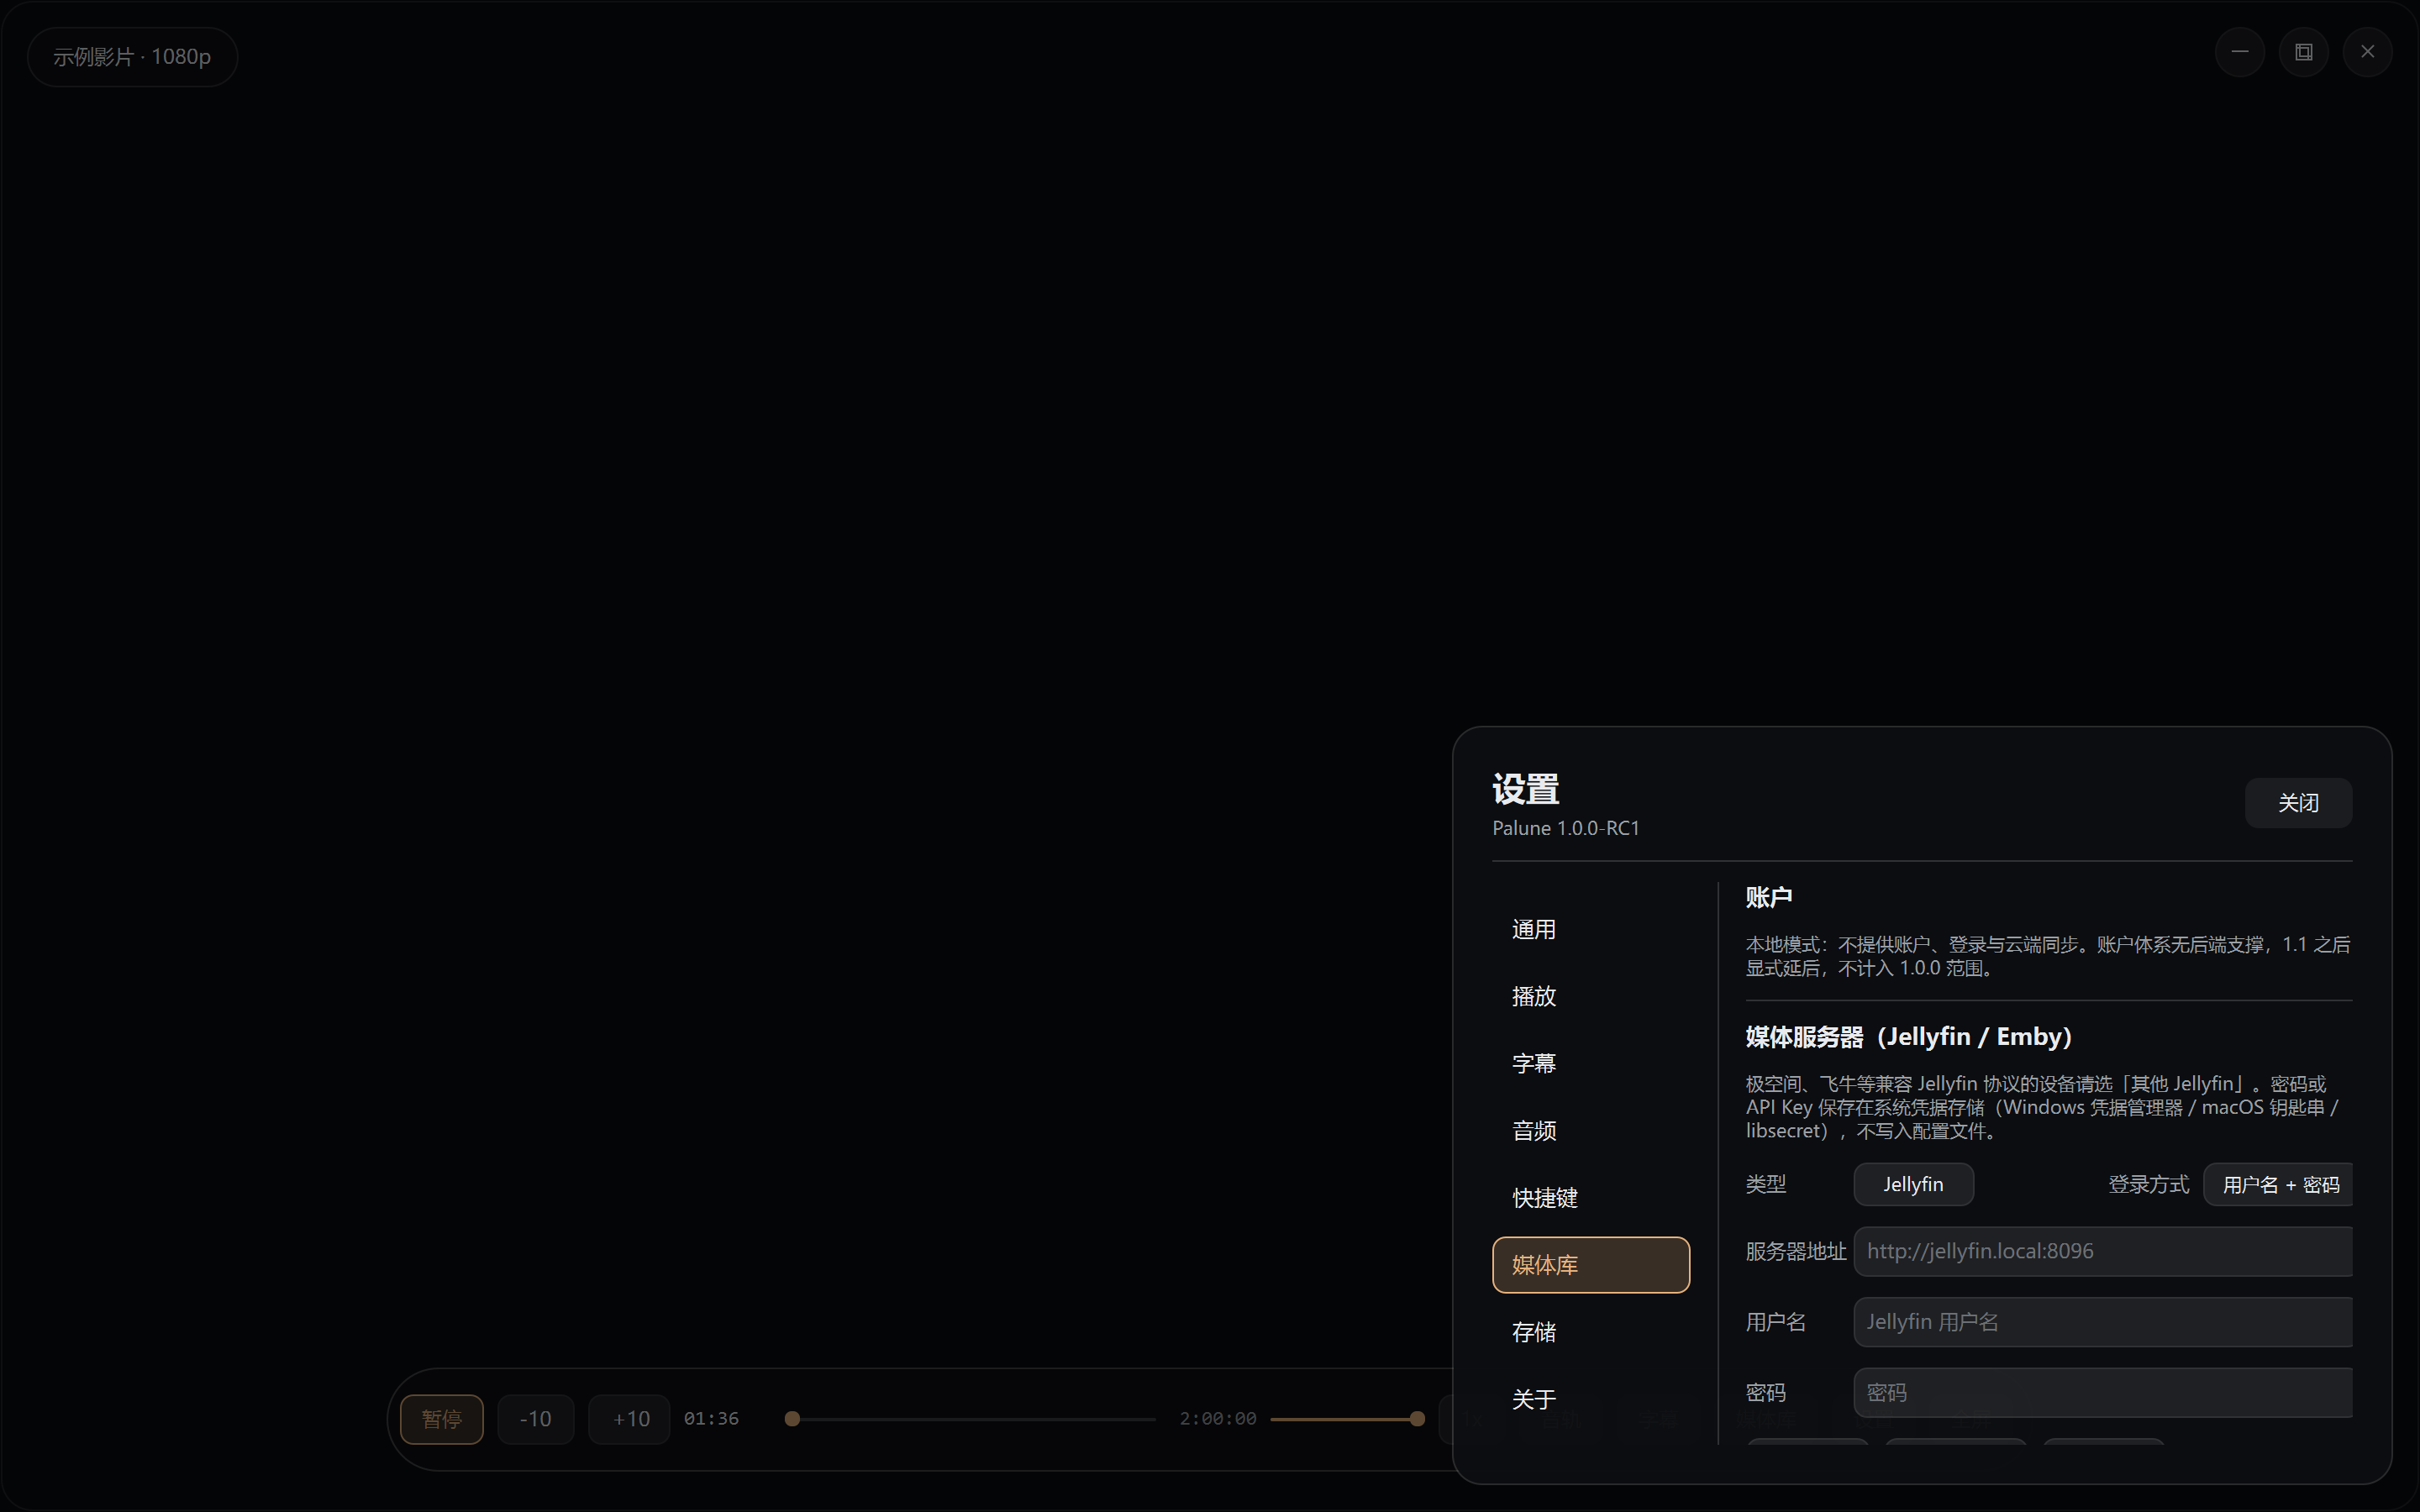 示例影片 · 1080p
设置
关闭
Palune 1.0.0-RC1
通用
播放
字幕
音频
快捷键
媒体库
存储
关于
账户
本地模式：不提供账户、登录与云端同步。账户体系无后端支撑，1.1 之后
显式延后，不计入 1.0.0 范围。
媒体服务器（Jellyfin / Emby）
极空间、飞牛等兼容 Jellyfin 协议的设备请选「其他 Jellyfin」。密码或
API Key 保存在系统凭据存储（Windows 凭据管理器 / macOS 钥匙串 /
libsecret），不写入配置文件。
类型 Jellyfin 登录方式 用户名 + 密码
服务器地址 http://jellyfin.local:8096
用户名 Jellyfin 用户名
密码 密码
暂停 -10 +10 01:36 2:00:00